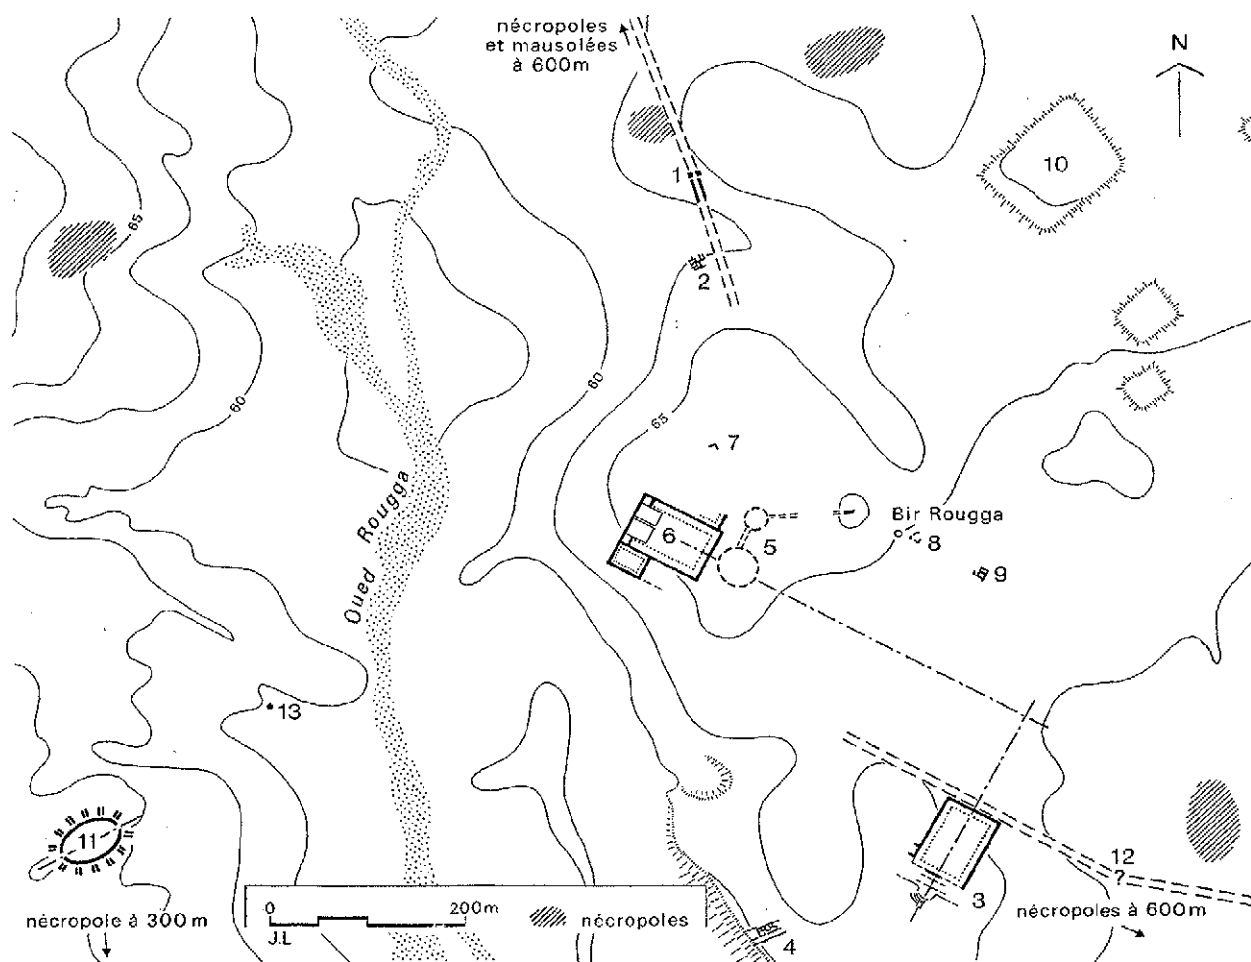 nécropoles
et mausolées
à 600m
N
10
1
65
2
60
60
65
7
Oued Rougga
6
5
Bir Rougga
8
9
13
11
12
?
3
nécropole à 300m
0 200m
J.L
nécropoles
nécropoles à 600m
4